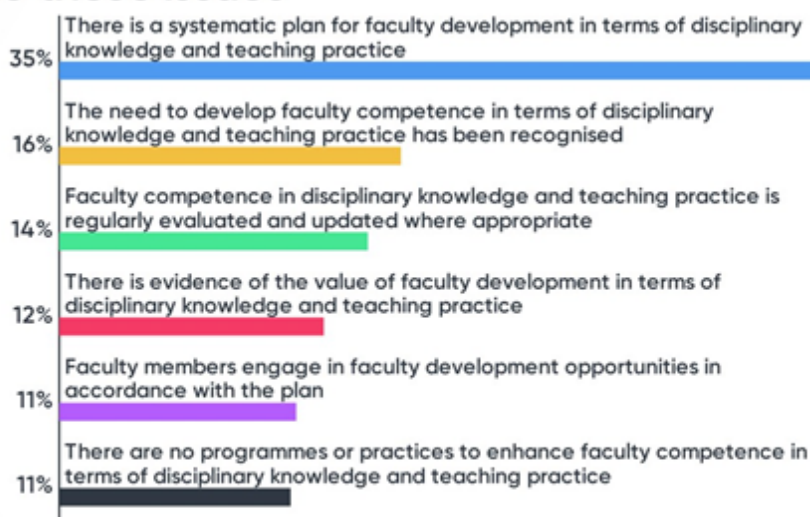 There is a systematic plan for faculty development in terms of disciplinary
knowledge and teaching practice
35%
The need to develop faculty competence in terms of disciplinary
knowledge and teaching practice has been recognised
16%
Faculty competence in disciplinary knowledge and teaching practice is
regularly evaluated and updated where appropriate
14%
There is evidence of the value of faculty development in terms of
disciplinary knowledge and teaching practice
12%
Faculty members engage in faculty development opportunities in
accordance with the plan
11%
There are no programmes or practices to enhance faculty competence in
terms of disciplinary knowledge and teaching practice
11%